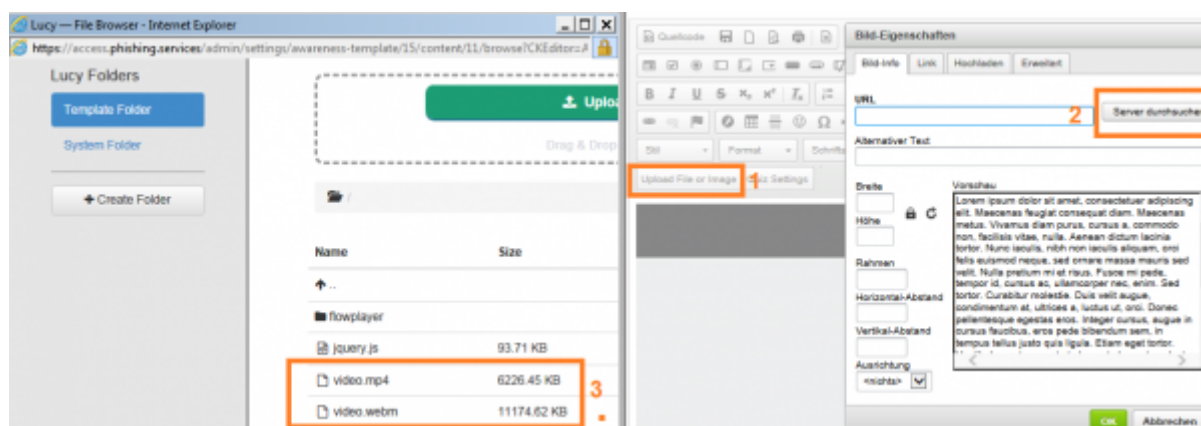 Lucy — File Browser - Internet Explorer
https://access.phishing.services/admin/settings/awareness-template/15/content/11/browse?CKEditor=
Lucy Folders
Template Folder
System Folder
+ Create Folder
Uploa
Drag & Drop
/
Name Size
..
flowplayer
jquery.js 93.71 KB
video.mp4 6226.45 KB
video.webm 11174.62 KB
3
Quellcode
B I U S
Stil Format Schrifta
Upload File or Image
1
Settings
Bild-Eigenschaften
Bild-Info Link Hochladen Erweitert
URL
2
Server durchsuchen
Alternativer Text
Breite
Höhe
Rahmen
Horizontal-Abstand
Vertikal-Abstand
Ausrichtung
<nichts>
Vorschau
Lorem ipsum dolor sit amet, consectetuer adipiscing
elit. Maecenas feugiat consequat diam. Maecenas
metus. Vivamus diam purus, cursus a, commodo
non, facilisis vitae, nulla. Aenean dictum lacinia
tortor. Nunc iaculis, nibh non iaculis aliquam, orci
felis euismod neque, sed ornare massa mauris sed
velit. Nulla pretium mi et risus. Fusce mi pede,
tempor id, cursus ac, ullamcorper nec, enim. Sed
tortor. Curabitur molestie. Duis velit augue,
condimentum at, ultrices a, luctus ut, orci. Donec
pellentesque egestas eros. Integer cursus, augue in
cursus faucibus, eros pede bibendum sem, in
tempus tellus justo quis ligula. Etiam eget tortor.
OK Abbrechen